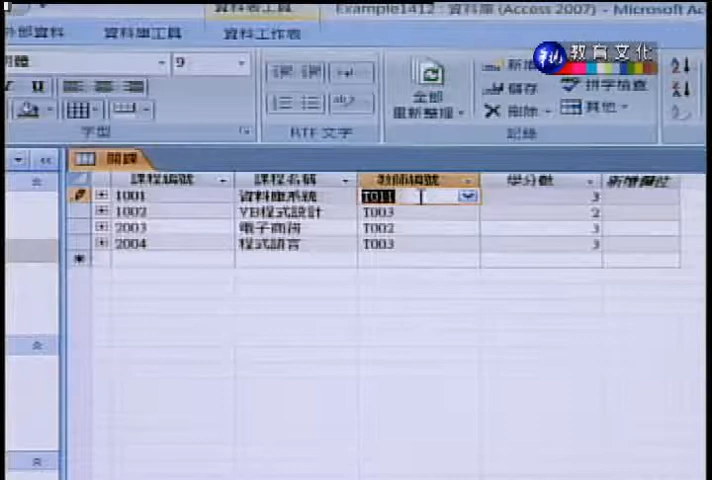 資料表工具 Example1412 : 資料庫 (Access 2007) - Microsoft Ac
外部資料 資料庫工具 資料工作表
教育文化
9
U
全部
重新整理
新增
儲存
刪除
拼字檢查
其他
字型 RTF 文字 記錄
開課
課程編號 課程名稱 教師編號 學分數 新增欄位
1001 資料庫系統 T011 3
1002 VB程式設計 T003 2
2003 電子商務 T002 3
2004 程式語言 T003 3